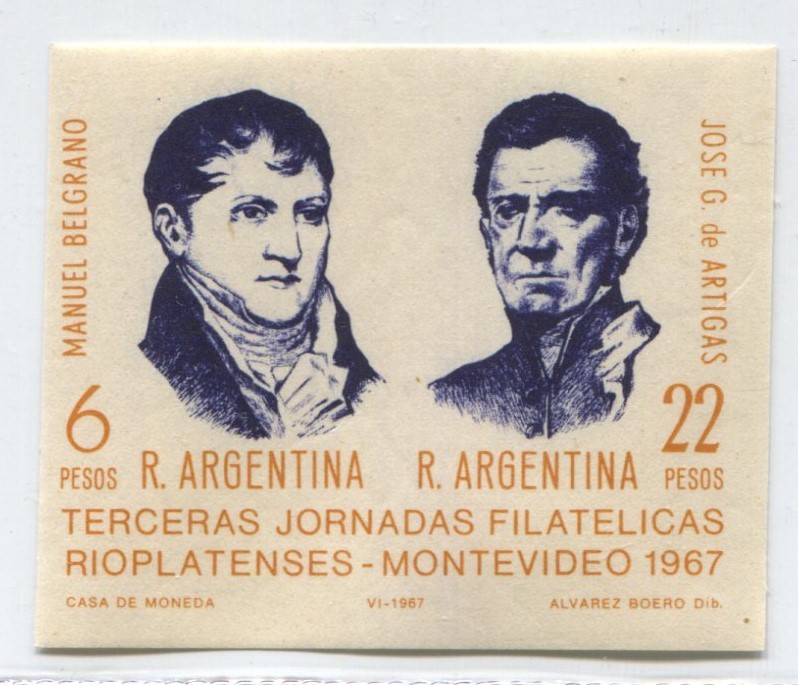 MANUEL BELGRANO
JOSE G. de ARTIGAS
6
PESOS
R. ARGENTINA
R. ARGENTINA
22
PESOS
TERCERAS JORNADAS FILATELICAS
RIOPLATENSES - MONTEVIDEO 1967
CASA DE MONEDA
VI-1967
ALVAREZ BOERO Dib.